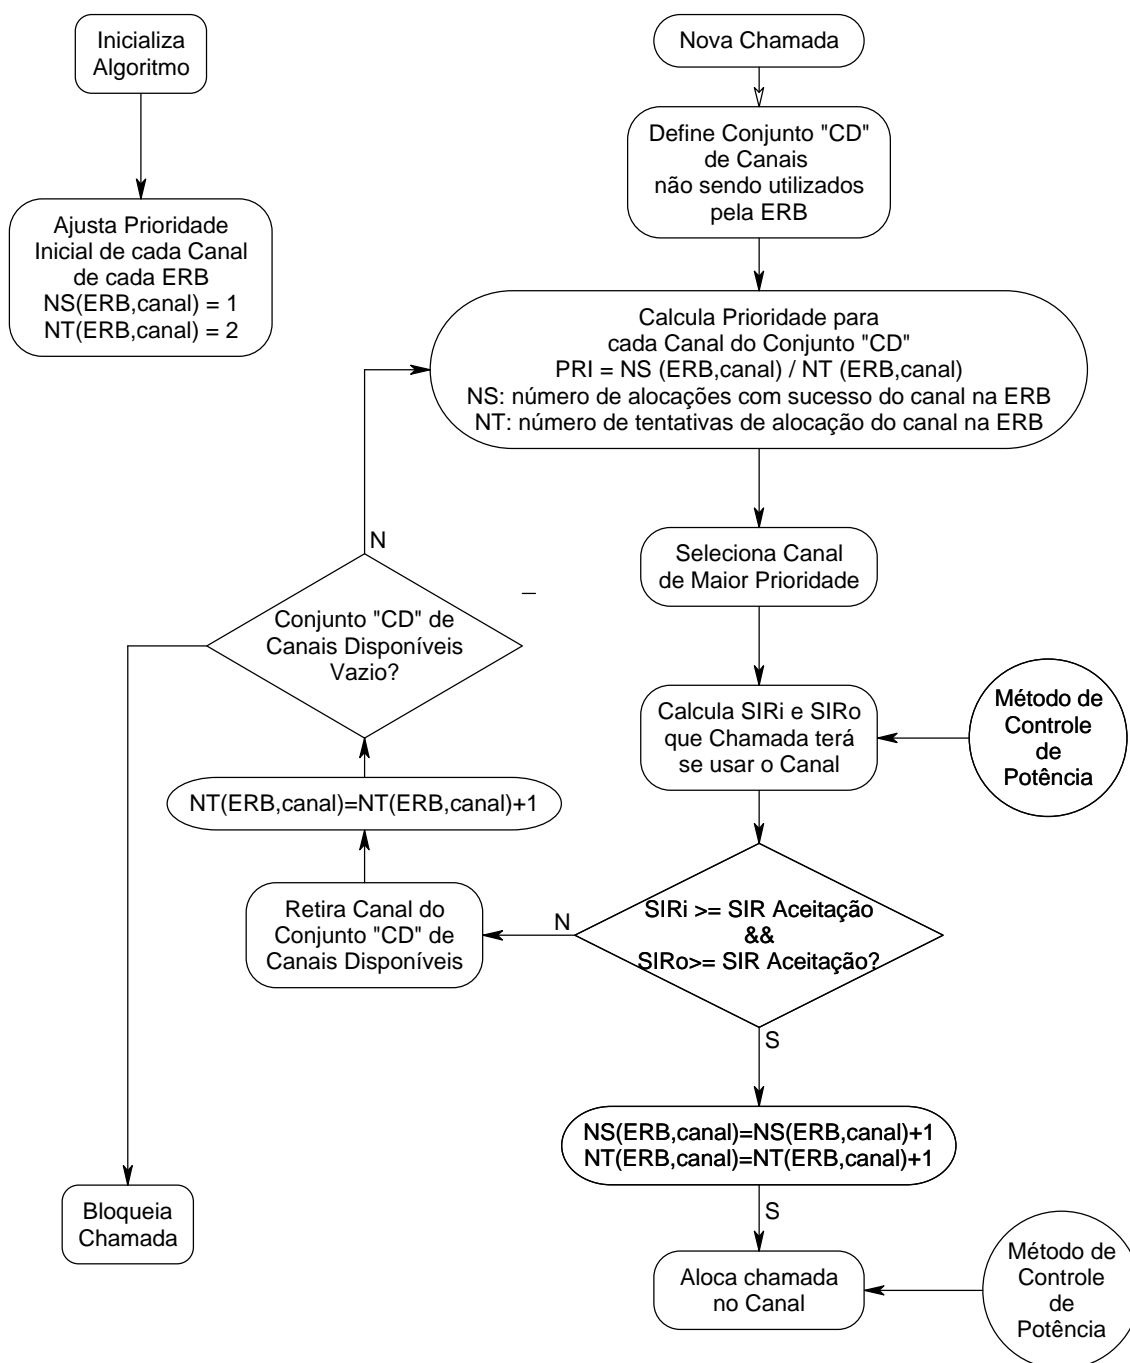 Inicializa
Algoritmo
Ajusta Prioridade
Inicial de cada Canal
de cada ERB
NS(ERB,canal) = 1
NT(ERB,canal) = 2
Nova Chamada
Define Conjunto "CD"
de Canais
não sendo utilizados
pela ERB
Calcula Prioridade para
cada Canal do Conjunto "CD"
PRI = NS (ERB,canal) / NT (ERB,canal)
NS: número de alocações com sucesso do canal na ERB
NT: número de tentativas de alocação do canal na ERB
Seleciona Canal
de Maior Prioridade
Calcula SIRi e SIRo
que Chamada terá
se usar o Canal
Método de
Controle
de
Potência
SIRi >= SIR Aceitação
&&
SIRo>= SIR Aceitação?
N
S
Retira Canal do
Conjunto "CD" de
Canais Disponíveis
NT(ERB,canal)=NT(ERB,canal)+1
Conjunto "CD" de
Canais Disponíveis
Vazio?
N
–
Bloqueia
Chamada
NS(ERB,canal)=NS(ERB,canal)+1
NT(ERB,canal)=NT(ERB,canal)+1
S
Aloca chamada
no Canal
Método de
Controle
de
Potência